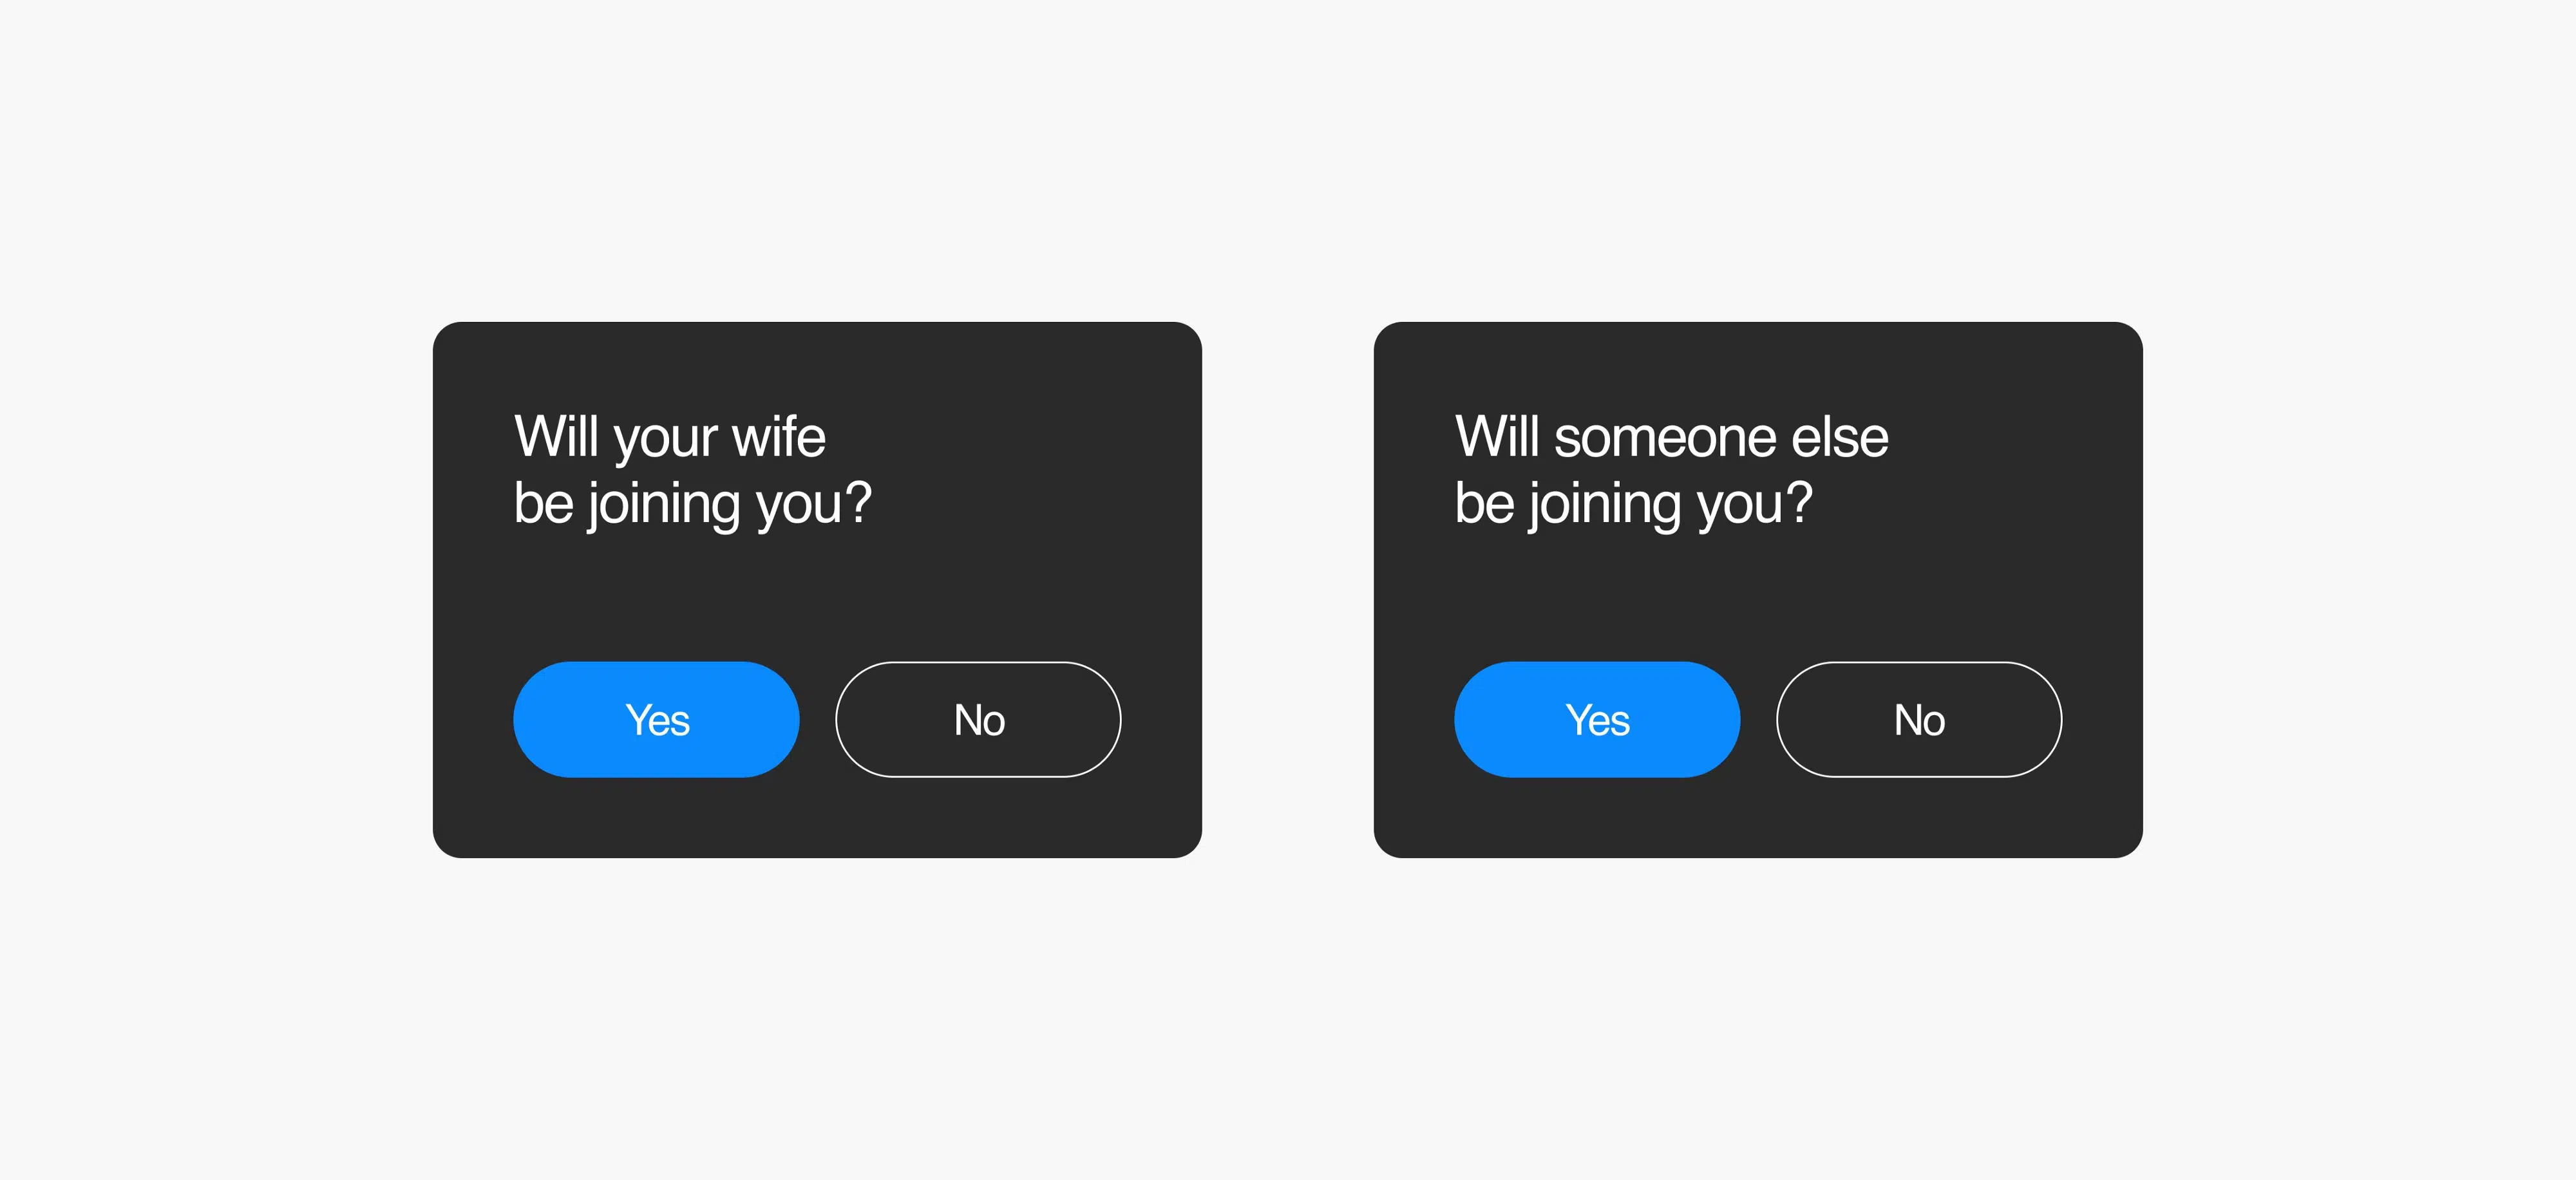 Will your wife
be joining you?
Yes
No
Will someone else
be joining you?
Yes
No